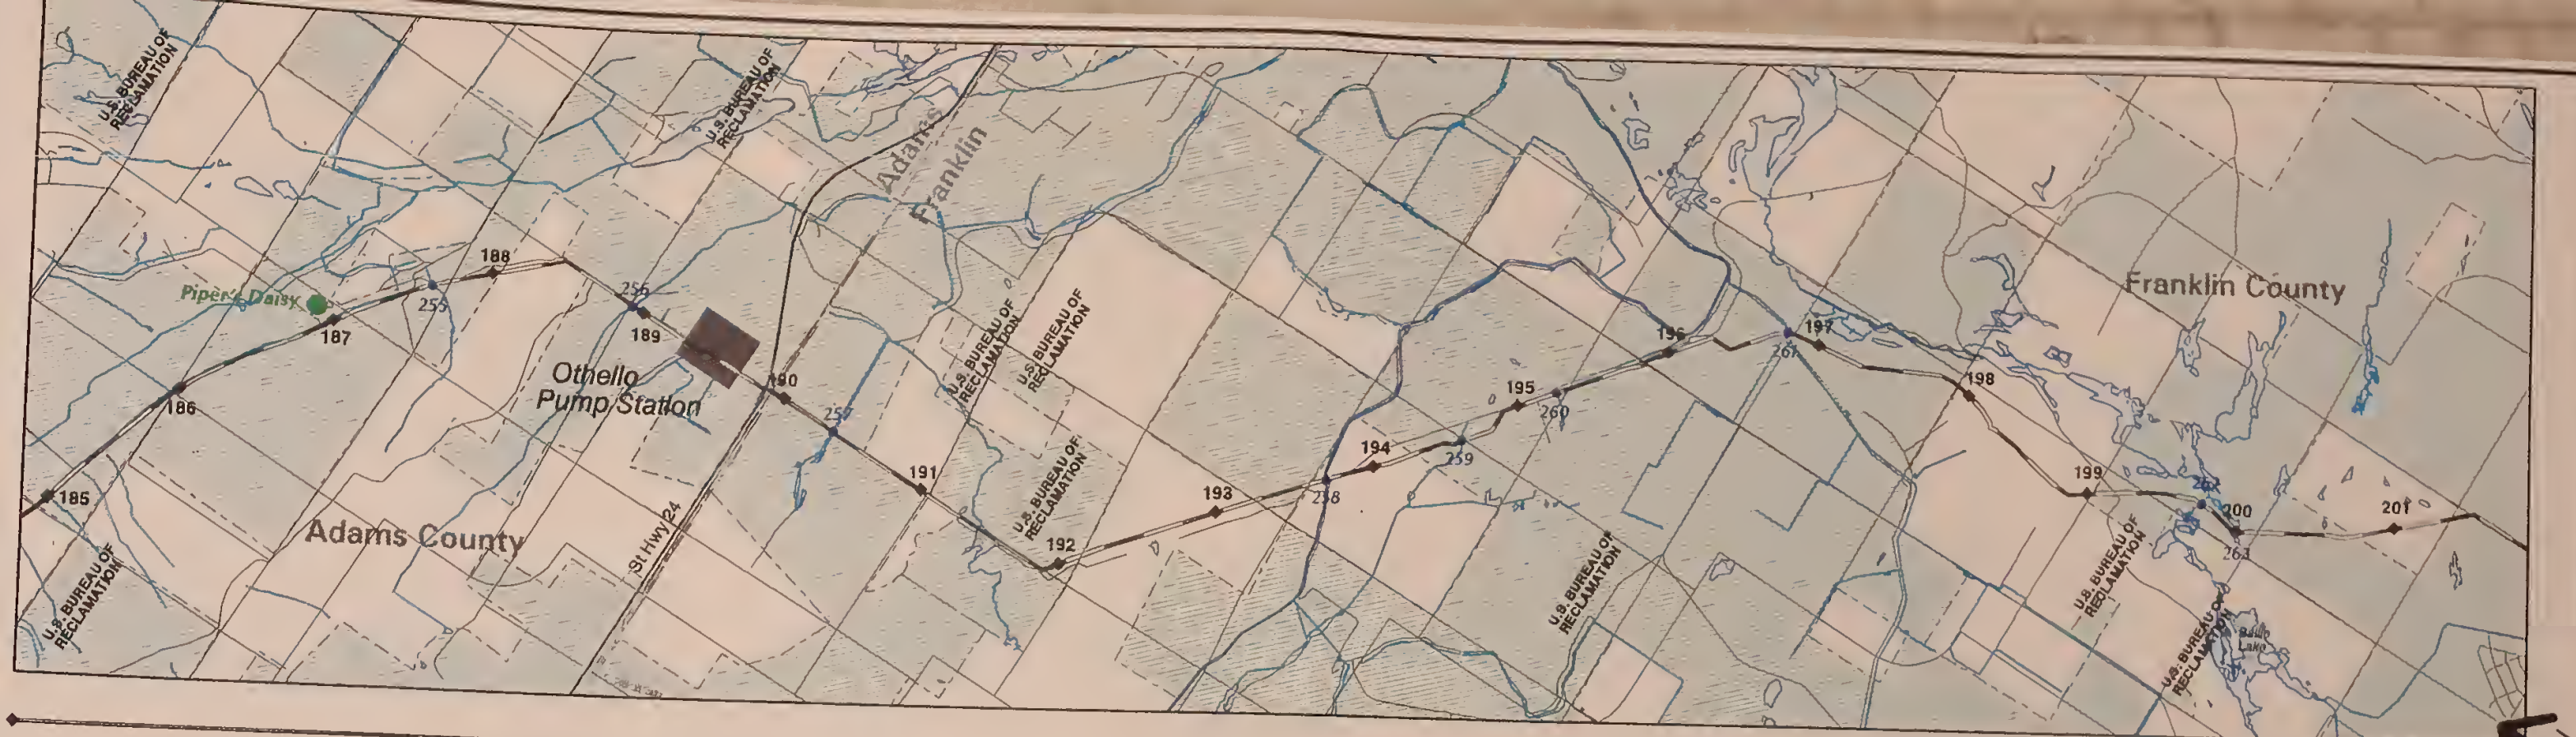 U.S. BUREAU OF
RECLAMATION
U.S. BUREAU OF
RECLAMATION
Adams
Franklin
Piper's Daisy
188
255
187
256
189
186
185
Othello
Pump Station
190
257
191
192
Adams County
St Hwy 24
U.S. BUREAU OF
RECLAMATION
U.S. BUREAU OF
RECLAMATION
U.S. BUREAU OF
RECLAMATION
U.S. BUREAU OF
RECLAMATION
193
258
194
259
195
260
196
261
197
198
Franklin County
199
262
200
263
201
U.S. BUREAU OF
RECLAMATION
U.S. BUREAU OF
RECLAMATION
U.S. BUREAU OF
RECLAMATION
Lake